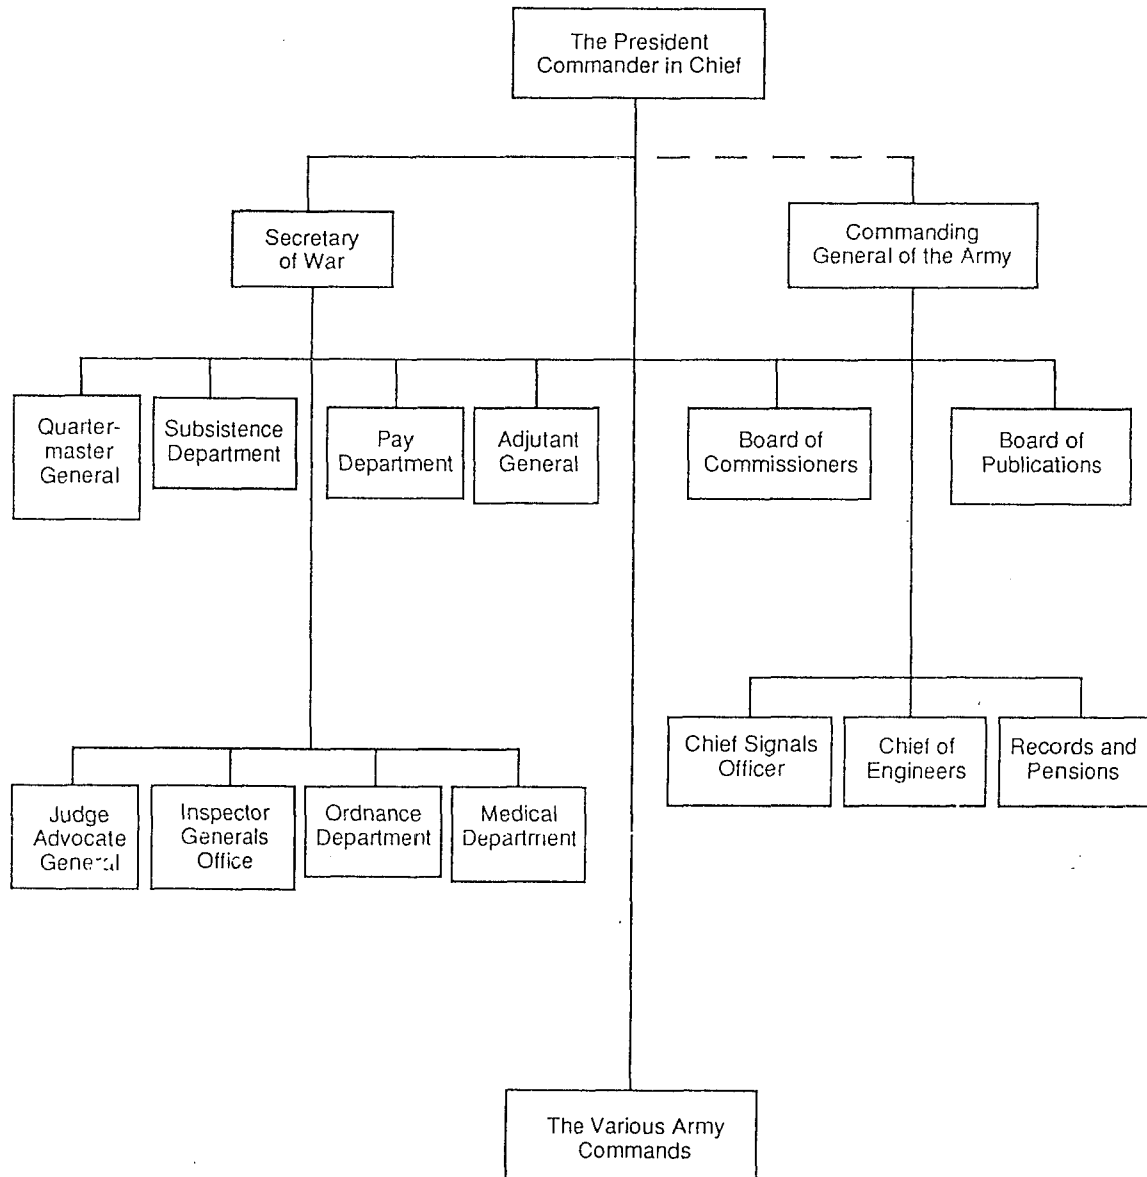 The President
Commander in Chief
Secretary
of War
Commanding
General of the Army
Quarter-
master
General
Subsistence
Department
Pay
Department
Adjutant
General
Board of
Commissioners
Board of
Publications
Chief Signals
Officer
Chief of
Engineers
Records and
Pensions
Judge
Advocate
General
Inspector
Generals
Office
Ordnance
Department
Medical
Department
The Various Army
Commands